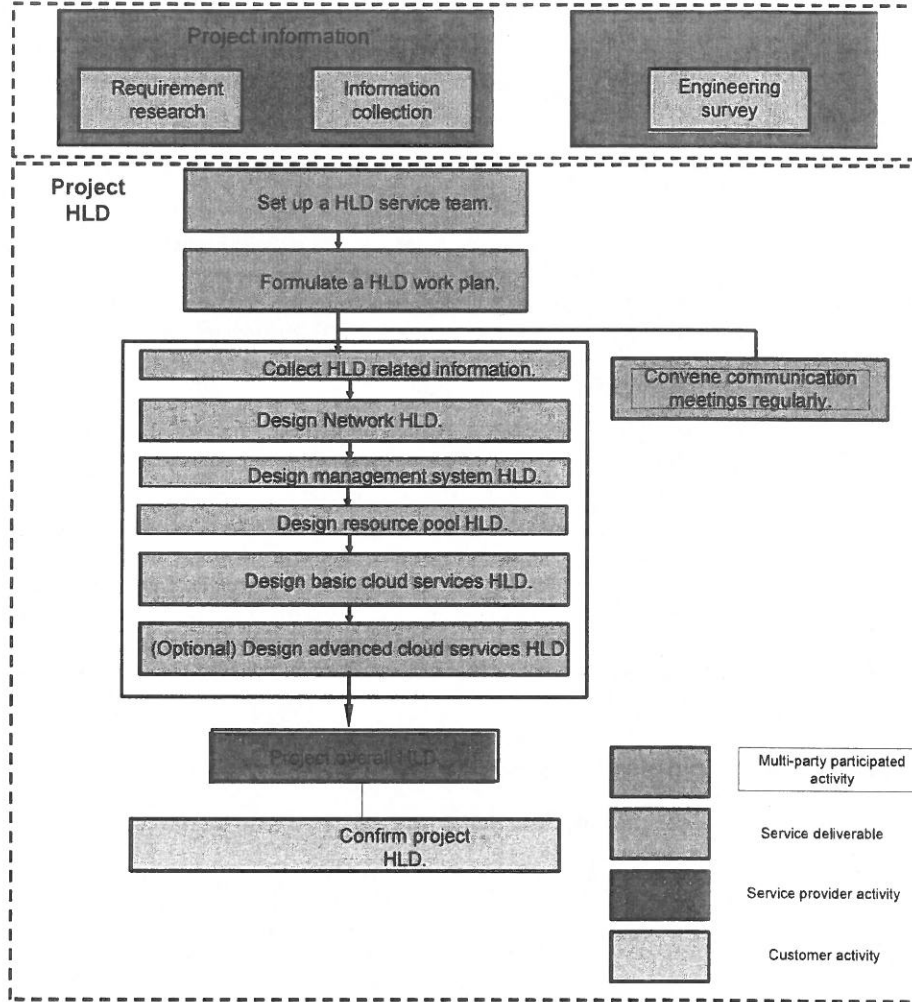 Project information
Requirement
research
Information
collection
Engineering
survey
Project
HLD
Set up a HLD service team.
Formulate a HLD work plan.
Collect HLD related information.
Convene communication
meetings regularly.
Design Network HLD.
Design management system HLD.
Design resource pool HLD.
Design basic cloud services HLD.
(Optional) Design advanced cloud services HLD.
Project overall HLD
Confirm project
HLD.
Multi-party participated
activity
Service deliverable
Service provider activity
Customer activity